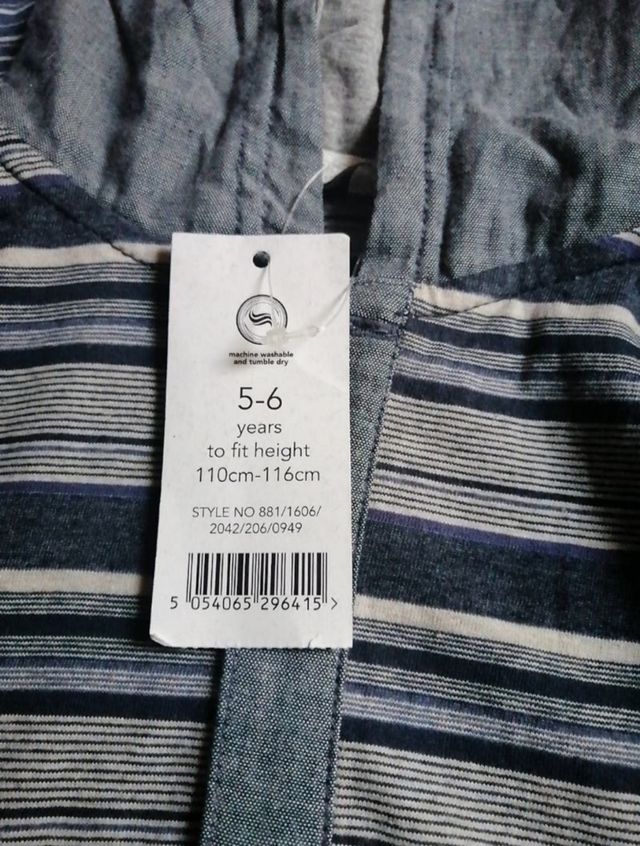 machine washable
and tumble dry
5-6
years
to fit height
110cm-116cm
STYLE NO 881/1606/
2042/206/0949
5 054065 296415 >